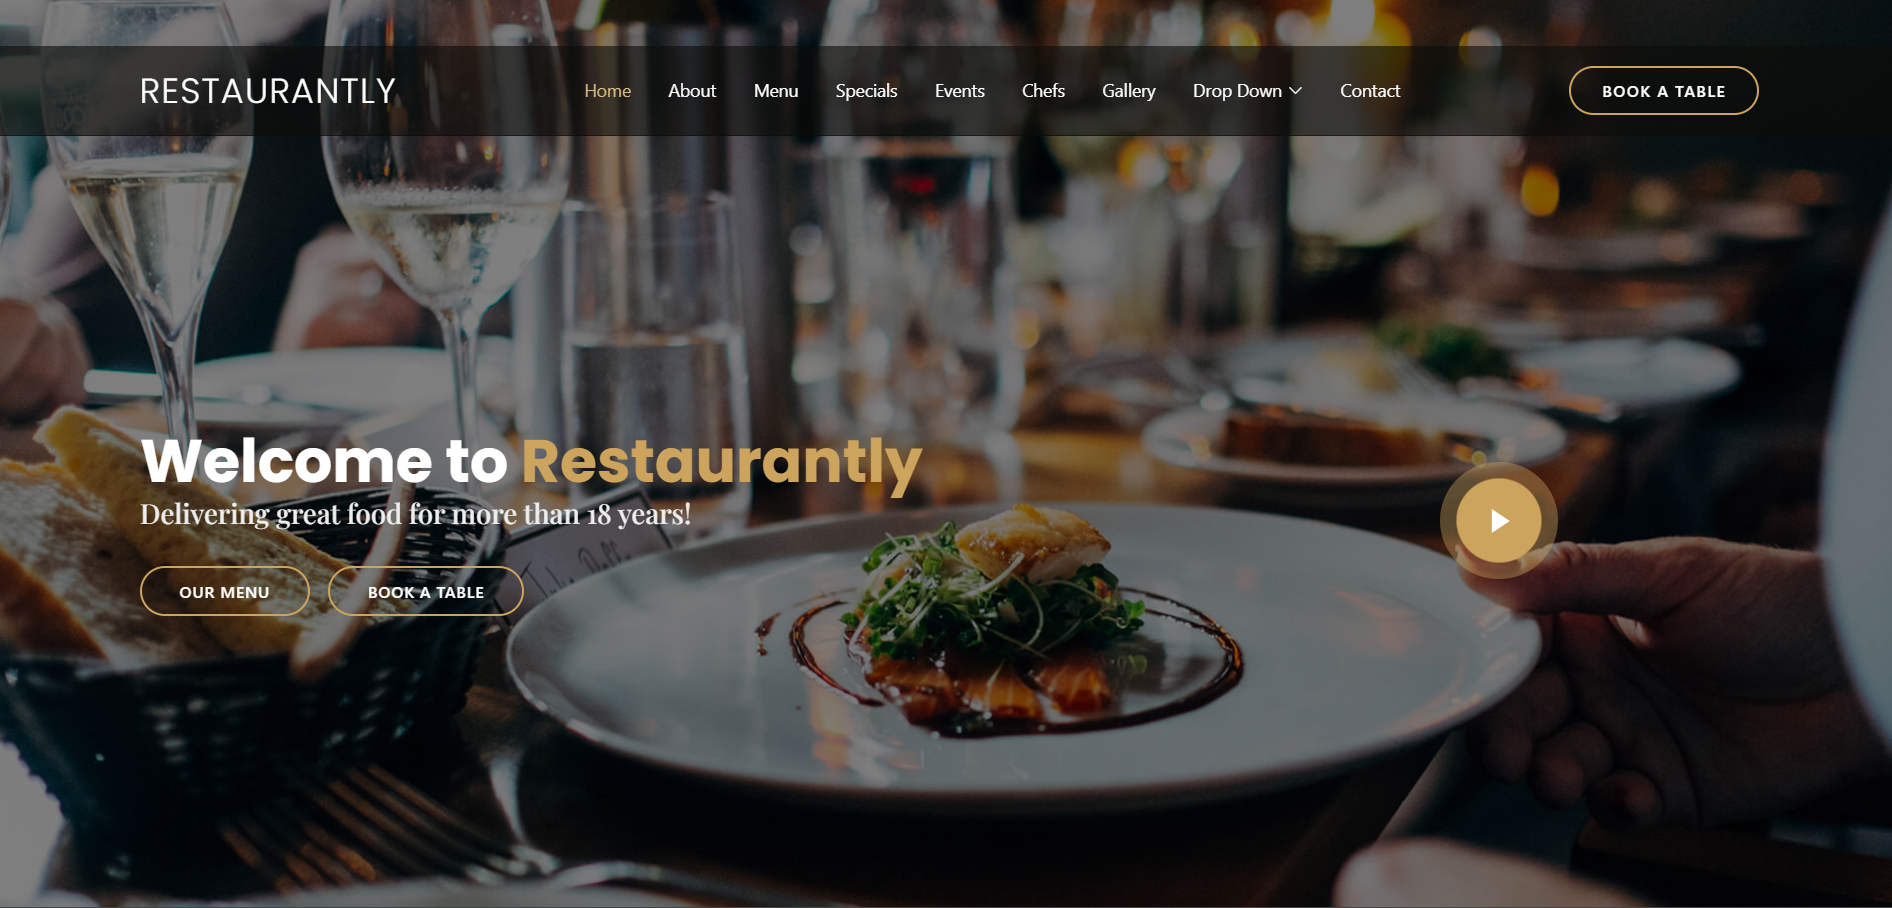 RESTAURANTLY
Home About Menu Specials Events Chefs Gallery Drop Down Contact
BOOK A TABLE
Welcome to Restaurantly
Delivering great food for more than 18 years!
OUR MENU
BOOK A TABLE